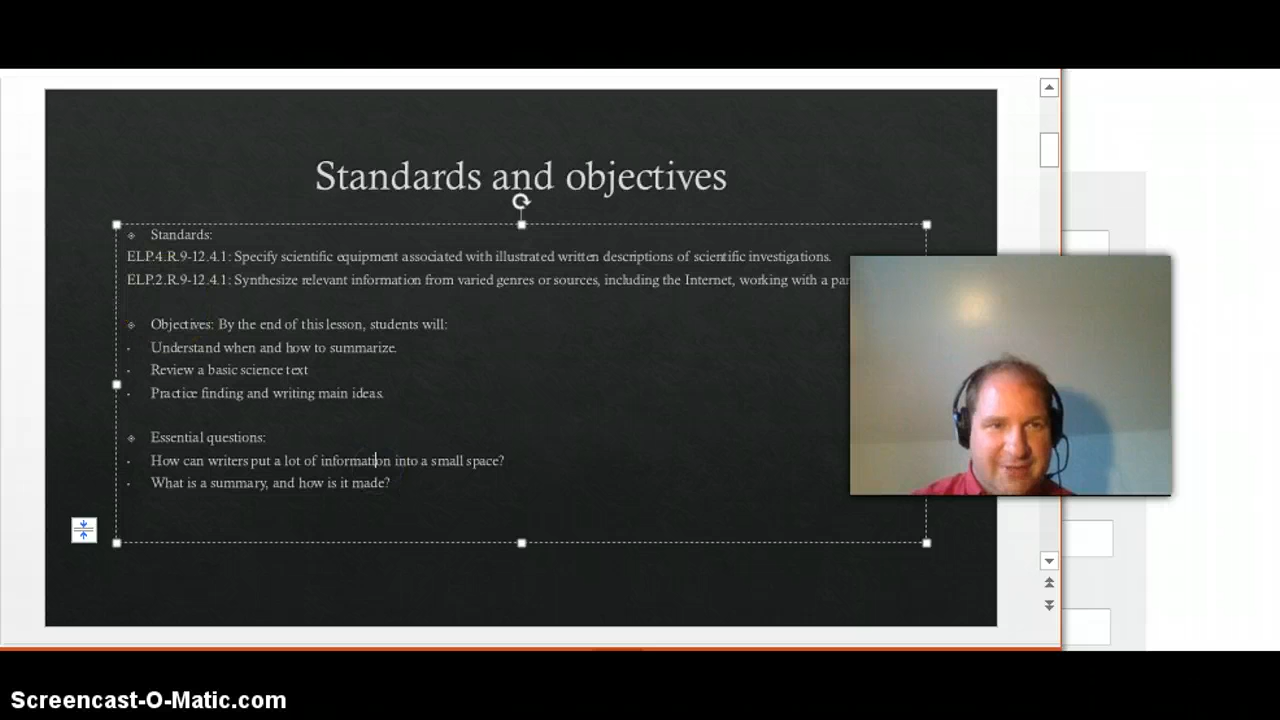 Standards and objectives
Standards:
ELP.4.R.9-12.4.1: Specify scientific equipment associated with illustrated written descriptions of scientific investigations.
ELP.2.R.9-12.4.1: Synthesize relevant information from varied genres or sources, including the Internet, working with a
Objectives: By the end of this lesson, students will:
Understand when and how to summarize.
Review a basic science text
Practice finding and writing main ideas.
Essential questions:
How can writers put a lot of information into a small space?
What is a summary, and how is it made?
Screencast-O-Matic.com